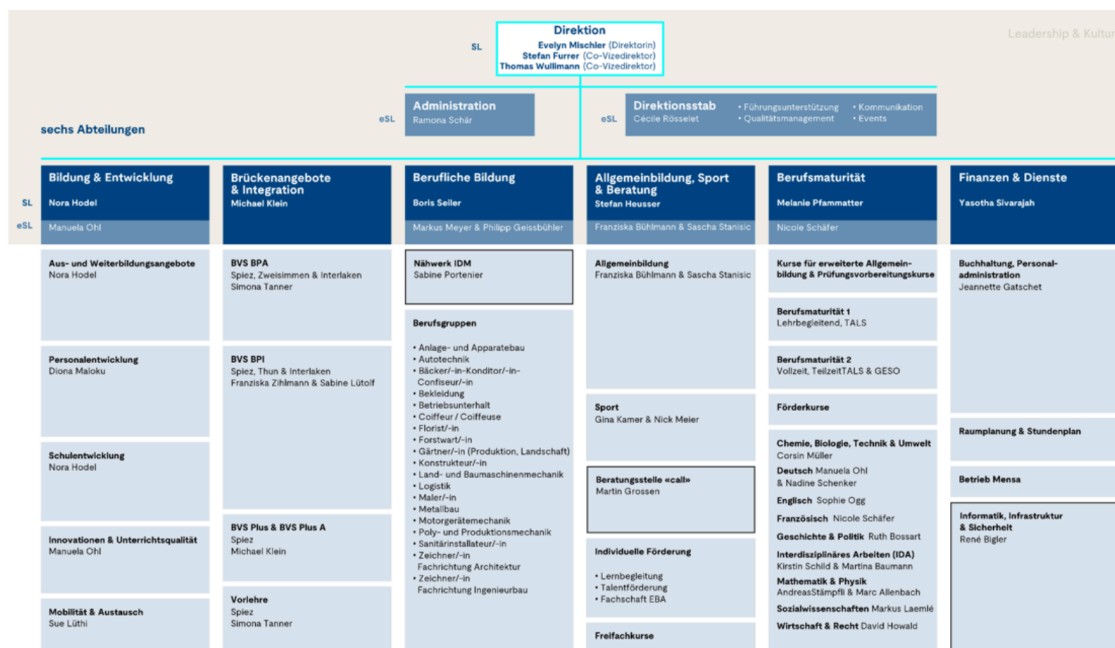 Leadership & Kultur
Direktion
SL
Evelyn Mischler (Direktorin)
Stefan Furrer (Co-Vizedirektor)
Thomas Wullimann (Co-Vizedirektor)
eSL
Administration
Ramona Schär
eSL
Direktionsstab
Cécile Rösselet
• Führungsunterstützung
• Qualitätsmanagement
• Kommunikation
• Events
sechs Abteilungen
SL
eSL
Bildung & Entwicklung
Nora Hodel
Manuela Ohl
Aus- und Weiterbildungsangebote
Nora Hodel
Personalentwicklung
Diona Maloku
Schulentwicklung
Nora Hodel
Innovationen & Unterrichtsqualität
Manuela Ohl
Mobilität & Austausch
Sue Lüthi
Brückenangebote
& Integration
Michael Klein
BVS BPA
Spiez, Zweisimmen & Interlaken
Simona Tanner
BVS BPI
Spiez, Thun & Interlaken
Franziska Zihlmann & Sabine Lütolf
BVS Plus & BVS Plus A
Spiez
Michael Klein
Vorlehre
Spiez
Simona Tanner
Berufliche Bildung
Boris Seiler
Markus Meyer & Philipp Geissbühler
Nähwerk IDM
Sabine Portenier
Berufsgruppen
• Anlage- und Apparatebau
• Autotechnik
• Bäcker/-in-Konditor/-in-
Confiseur/-in
• Bekleidung
• Betriebsunterhalt
• Coiffeur / Coiffeuse
• Florist/-in
• Forstwart/-in
• Gärtner/-in (Produktion, Landschaft)
• Konstrukteur/-in
• Land- und Baumaschinenmechanik
• Logistik
• Maler/-in
• Metallbau
• Motorgerätemechanik
• Poly- und Produktionsmechanik
• Sanitärinstallateur/-in
• Zeichner/-in
Fachrichtung Architektur
• Zeichner/-in
Fachrichtung Ingenieurbau
Allgemeinbildung, Sport
& Beratung
Stefan Heusser
Franziska Bühlmann & Sascha Stanisic
Allgemeinbildung
Franziska Bühlmann & Sascha Stanisic
Sport
Gina Kamer & Nick Meier
Beratungsstelle «call»
Martin Grossen
Individuelle Förderung
• Lernbegleitung
• Talentförderung
• Fachschaft EBA
Freifachkurse
Berufsmaturität
Melanie Pfammatter
Nicole Schäfer
Kurse für erweiterte Allgemein-
bildung & Prüfungsvorbereitungskurse
Berufsmaturität 1
Lehrbegleitend, TALS
Berufsmaturität 2
Vollzeit, TeilzeitTALS & GESO
Förderkurse
Chemie, Biologie, Technik & Umwelt
Corsin Müller
Deutsch Manuela Ohl
& Nadine Schenker
Englisch Sophie Ogg
Französisch Nicole Schäfer
Geschichte & Politik Ruth Bossart
Interdisziplinäres Arbeiten (IDA)
Kirstin Schild & Martina Baumann
Mathematik & Physik
AndreasStämpfli & Marc Allenbach
Sozialwissenschaften Markus Laemlé
Wirtschaft & Recht David Howald
Finanzen & Dienste
Yasotha Sivarajah
Buchhaltung, Personal-
administration
Jeannette Gatschet
Raumplanung & Stundenplan
Betrieb Mensa
Informatik, Infrastruktur
& Sicherheit
René Bigler